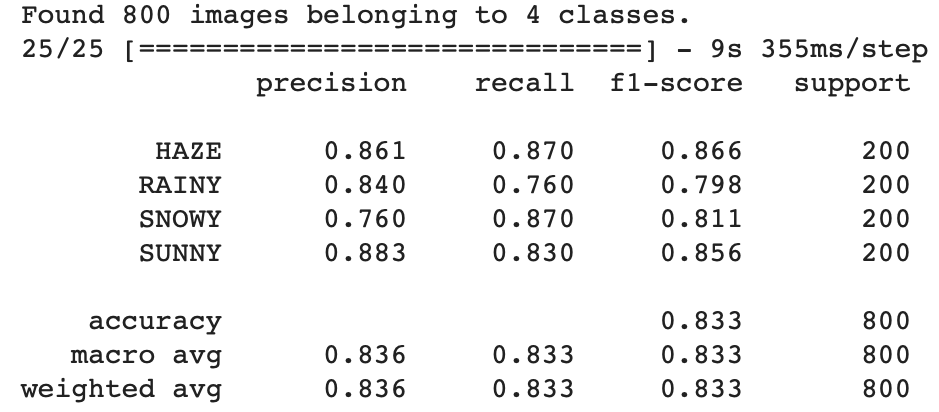 Found 800 images belonging to 4 classes.
25/25 [==============================] - 9s 355ms/step
precision recall f1-score support
HAZE 0.861 0.870 0.866 200
RAINY 0.840 0.760 0.798 200
SNOWY 0.760 0.870 0.811 200
SUNNY 0.883 0.830 0.856 200
accuracy 0.833 800
macro avg 0.836 0.833 0.833 800
weighted avg 0.836 0.833 0.833 800